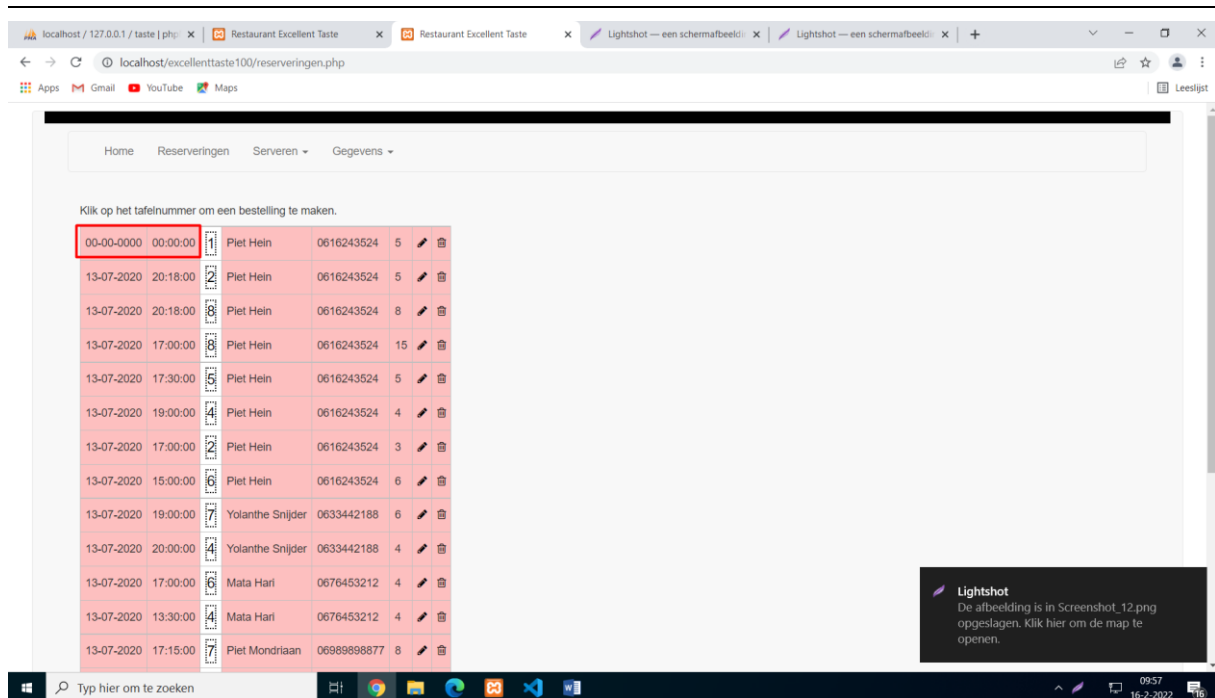 localhost / 127.0.0.1 / taste | php
Restaurant Excellent Taste
Restaurant Excellent Taste
Lightshot — een schermafbeeldi
Lightshot — een schermafbeeldi
localhost/excellenttaste100/reserveringen.php
Apps Gmail YouTube Maps Leeslijst
Home Reserveringen Serveren Gegevens
Klik op het tafelnummer om een bestelling te maken.
00-00-0000 00:00:00 1 Piet Hein 0616243524 5
13-07-2020 20:18:00 2 Piet Hein 0616243524 5
13-07-2020 20:18:00 8 Piet Hein 0616243524 8
13-07-2020 17:00:00 8 Piet Hein 0616243524 15
13-07-2020 17:30:00 5 Piet Hein 0616243524 5
13-07-2020 19:00:00 4 Piet Hein 0616243524 4
13-07-2020 17:00:00 2 Piet Hein 0616243524 3
13-07-2020 15:00:00 6 Piet Hein 0616243524 6
13-07-2020 19:00:00 7 Yolanthe Snijder 0633442188 6
13-07-2020 20:00:00 4 Yolanthe Snijder 0633442188 4
13-07-2020 17:00:00 6 Mata Hari 0676453212 4
13-07-2020 13:30:00 4 Mata Hari 0676453212 4
13-07-2020 17:15:00 7 Piet Mondriaan 06989898877 8
Lightshot
De afbeelding is in Screenshot_12.png
opgeslagen. Klik hier om de map te
openen.
Typ hier om te zoeken
09:57
16-2-2022
16